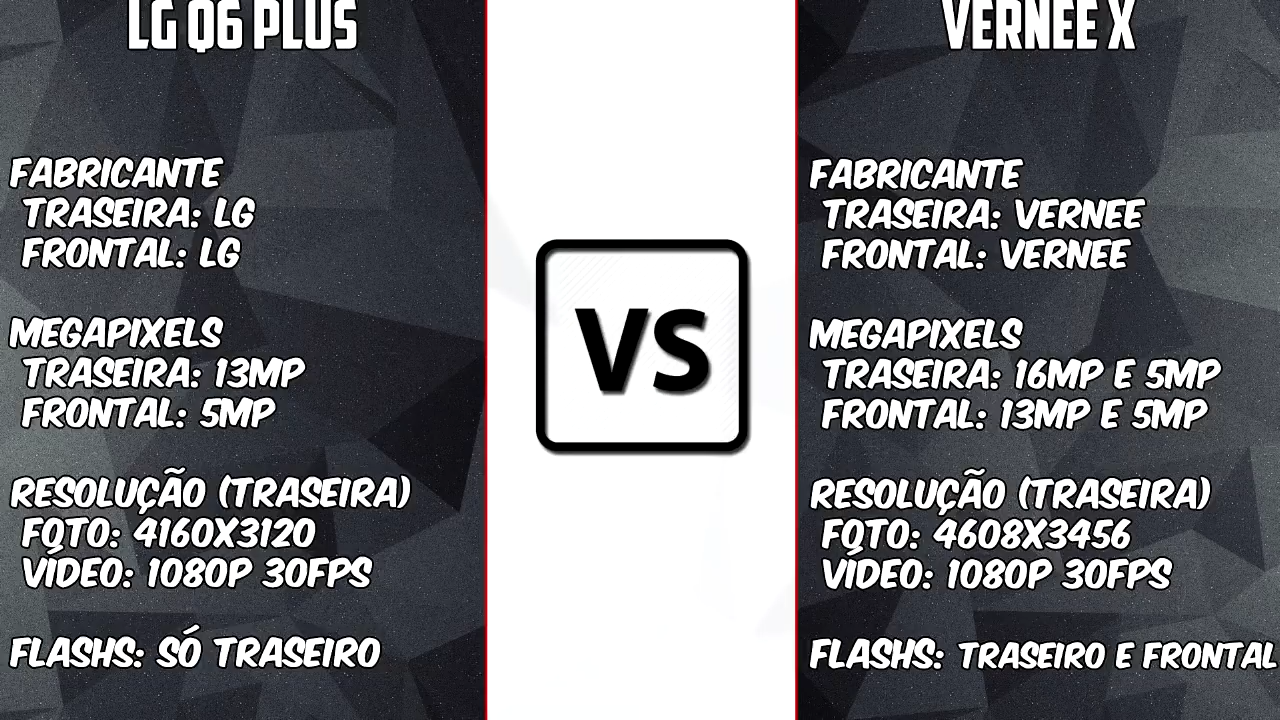 LG Q6 PLUS
FABRICANTE
TRASEIRA: LG
FRONTAL: LG
MEGAPIXELS
TRASEIRA: 13MP
FRONTAL: 5MP
RESOLUÇÃO (TRASEIRA)
FOTO: 4160X3120
VÍDEO: 1080P 30FPS
FLASHS: SÓ TRASEIRO
VS
VERNEE X
FABRICANTE
TRASEIRA: VERNEE
FRONTAL: VERNEE
MEGAPIXELS
TRASEIRA: 16MP E 5MP
FRONTAL: 13MP E 5MP
RESOLUÇÃO (TRASEIRA)
FOTO: 4608X3456
VÍDEO: 1080P 30FPS
FLASHS: TRASEIRO E FRONTAL